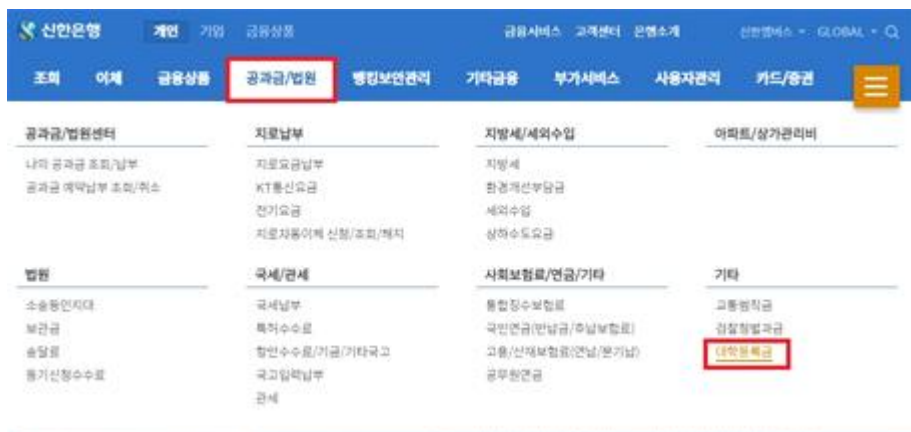 신한은행 개인 기업 금융상품 금융서비스 고객센터 은행소개 신한멤버스 GLOBAL
조회 이체 금융상품 공과금/법원 뱅킹보안관리 기타금융 부가서비스 사용자관리 카드/증권
공과금/법원센터 지로납부 지방세/세외수입 아파트/상가관리비
나의 공과금 조회/납부 지로요금납부 지방세
공과금 예약납부 조회/취소 KT통신요금 환경개선부담금
전기요금 세외수입
지로자동이체 신청/조회/해지 상하수도요금
법원 국세/관세 사회보험료/연금/기타 기타
소송등인지대 국세납부 통합징수보험료 교통범칙금
보관금 특허수수료 국민연금(반납금/추납보험료) 검찰청벌과금
송달료 항만수수료/기금/기타국고 고용/산재보험료(연납/분기납) 대학등록금
등기신청수수료 국고입력납부 공무원연금
관세